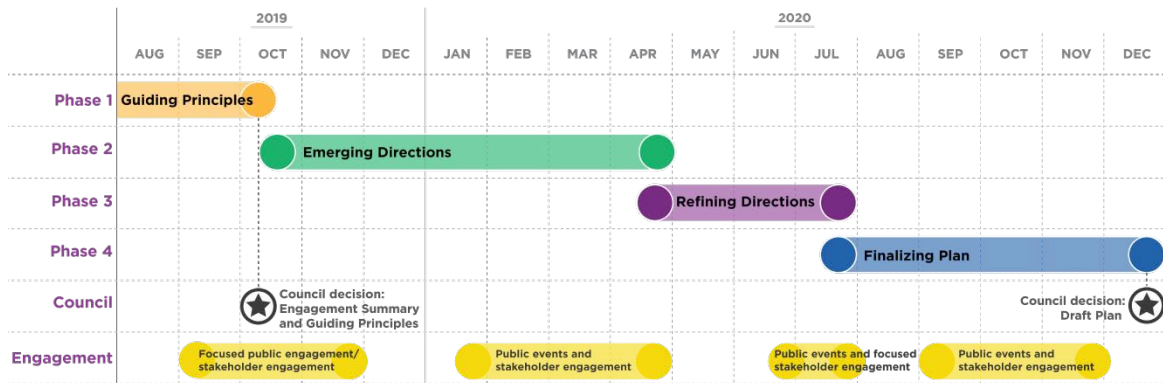 2019
2020
AUG SEP OCT NOV DEC JAN FEB MAR APR MAY JUN JUL AUG SEP OCT NOV DEC
Phase 1
Guiding Principles
Phase 2
Emerging Directions
Phase 3
Refining Directions
Phase 4
Finalizing Plan
Council
Council decision:
Engagement Summary
and Guiding Principles
Council decision:
Draft Plan
Engagement
Focused public engagement/
stakeholder engagement
Public events and
stakeholder engagement
Public events and focused
stakeholder engagement
Public events and
stakeholder engagement